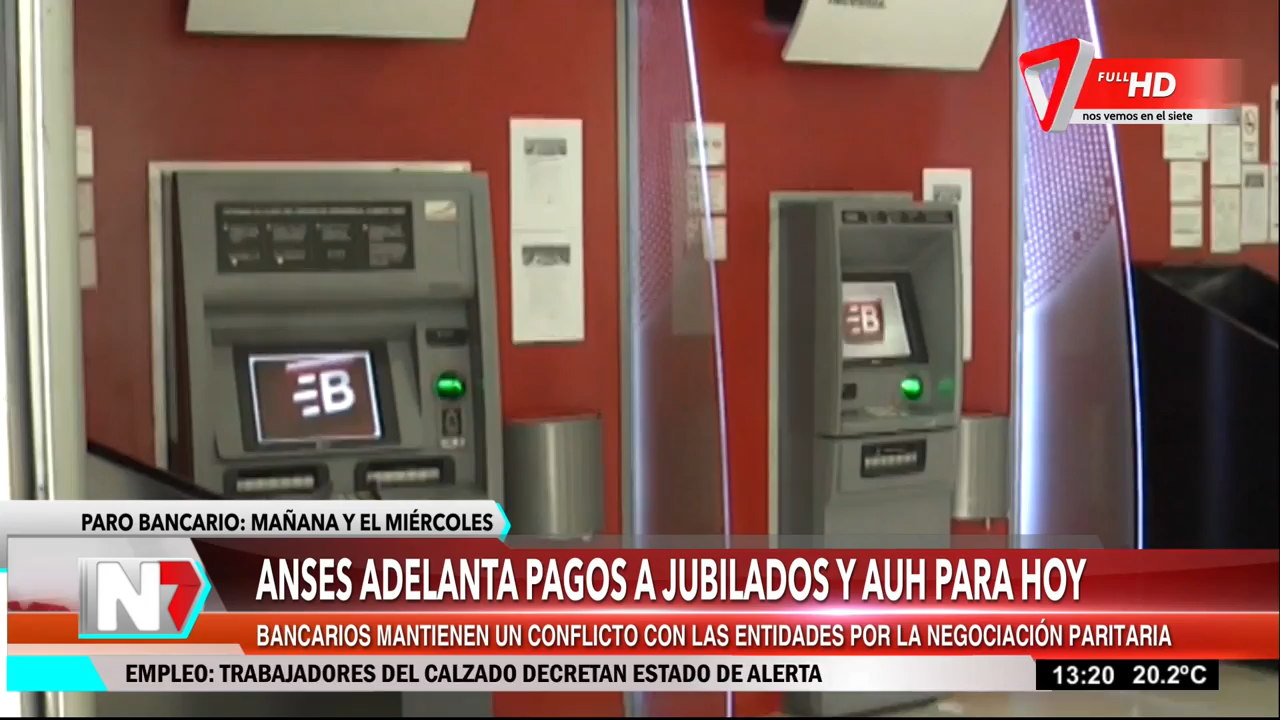 FULL HD
nos vemos en el siete
B
B
PARO BANCARIO: MAÑANA Y EL MIÉRCOLES
N7
ANSES ADELANTA PAGOS A JUBILADOS Y AUH PARA HOY
BANCARIOS MANTIENEN UN CONFLICTO CON LAS ENTIDADES POR LA NEGOCIACIÓN PARITARIA
EMPLEO: TRABAJADORES DEL CALZADO DECRETAN ESTADO DE ALERTA
13:20 20.2ºC